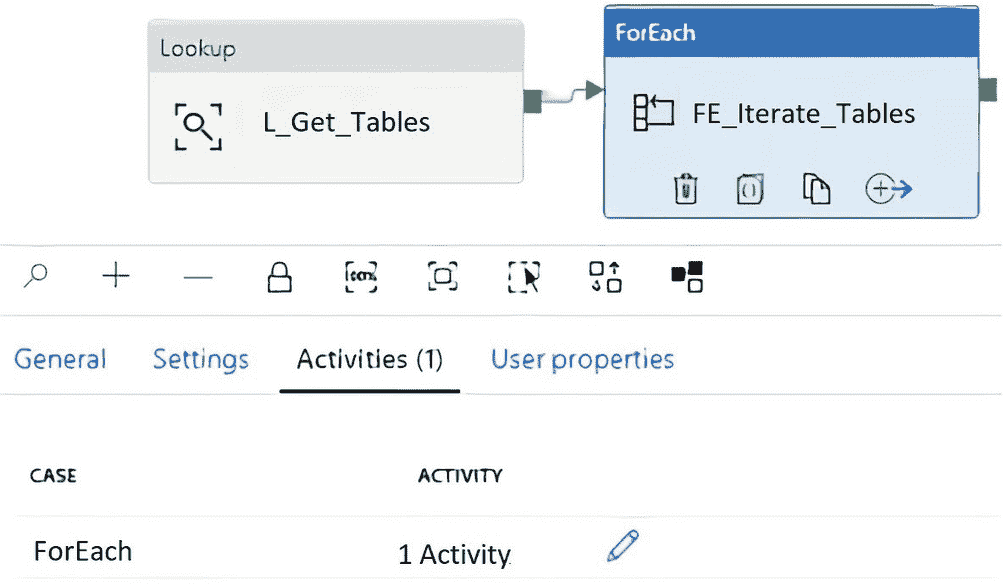 Lookup
ForEach
L_Get_Tables
FE_Iterate_Tables
General Settings Activities (1) User properties
CASE ACTIVITY
ForEach 1 Activity